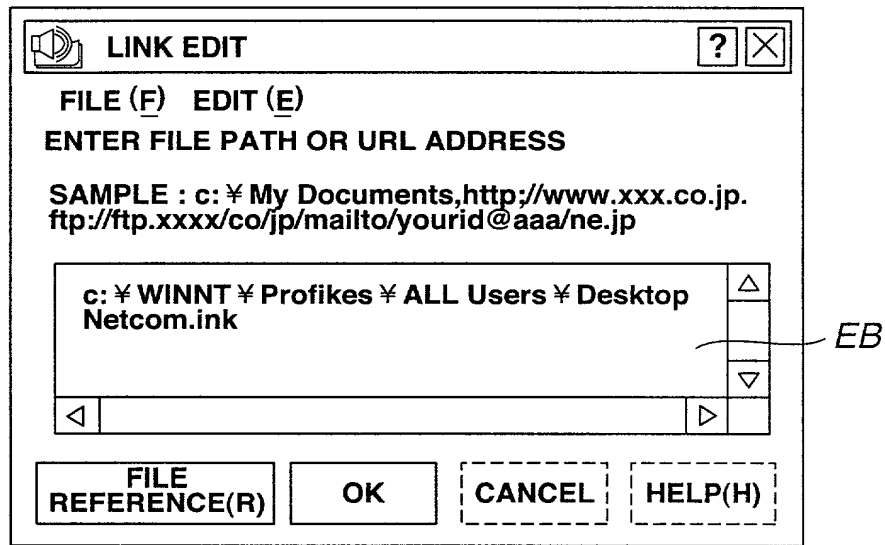 LINK EDIT ?
FILE (F) EDIT (E)
ENTER FILE PATH OR URL ADDRESS
SAMPLE : c: ¥ My Documents,http;//www.xxx.co.jp.
ftp://ftp.xxxx/co/jp/mailto/yourid@aaa/ne.jp
c: ¥ WINNT ¥ Profikes ¥ ALL Users ¥ Desktop
Netcom.ink
EB
FILE
REFERENCE(R)
OK
CANCEL
HELP(H)